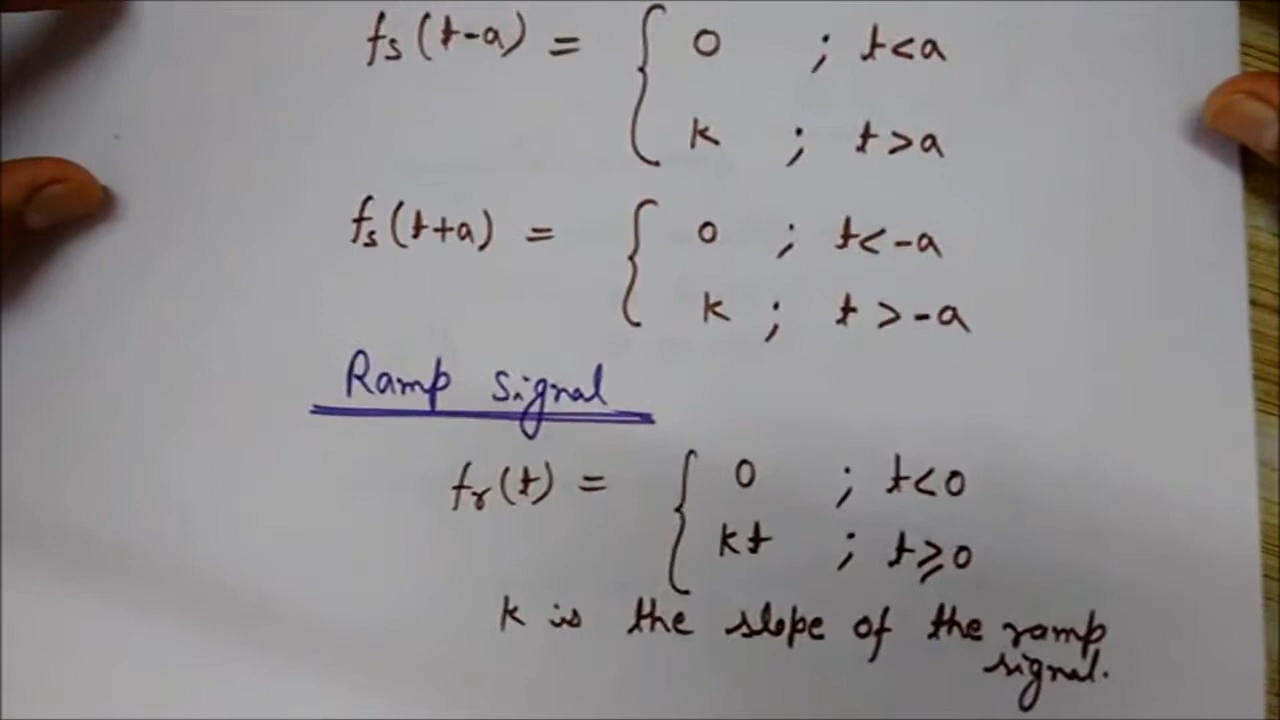 fs(t-a) = { 0 ; t<a
k ; t>a
fs(t+a) = { 0 ; t<-a
k ; t>-a
Ramp signal
fr(t) = { 0 ; t<0
kt ; t⩾0
k is the slope of the ramp
signal.